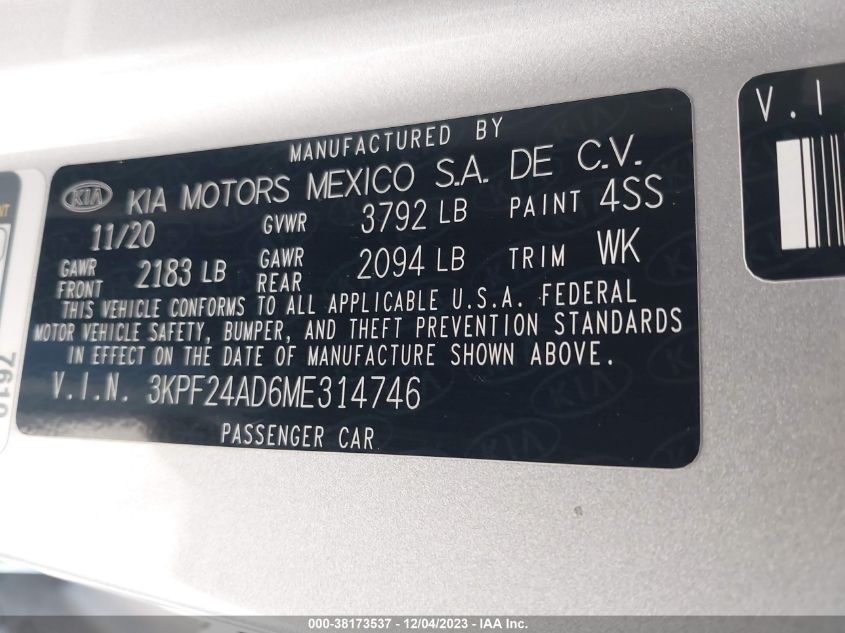 MANUFACTURED BY
KIA KIA MOTORS MEXICO S.A. DE C.V.
11/20 GVWR 3792 LB PAINT 4SS
GAWR FRONT 2183 LB GAWR REAR 2094 LB TRIM WK
THIS VEHICLE CONFORMS TO ALL APPLICABLE U.S.A. FEDERAL
MOTOR VEHICLE SAFETY, BUMPER, AND THEFT PREVENTION STANDARDS
IN EFFECT ON THE DATE OF MANUFACTURE SHOWN ABOVE.
V.I.N. 3KPF24AD6ME314746
PASSENGER CAR
V.I
000-38173537 - 12/04/2023 - IAA Inc.